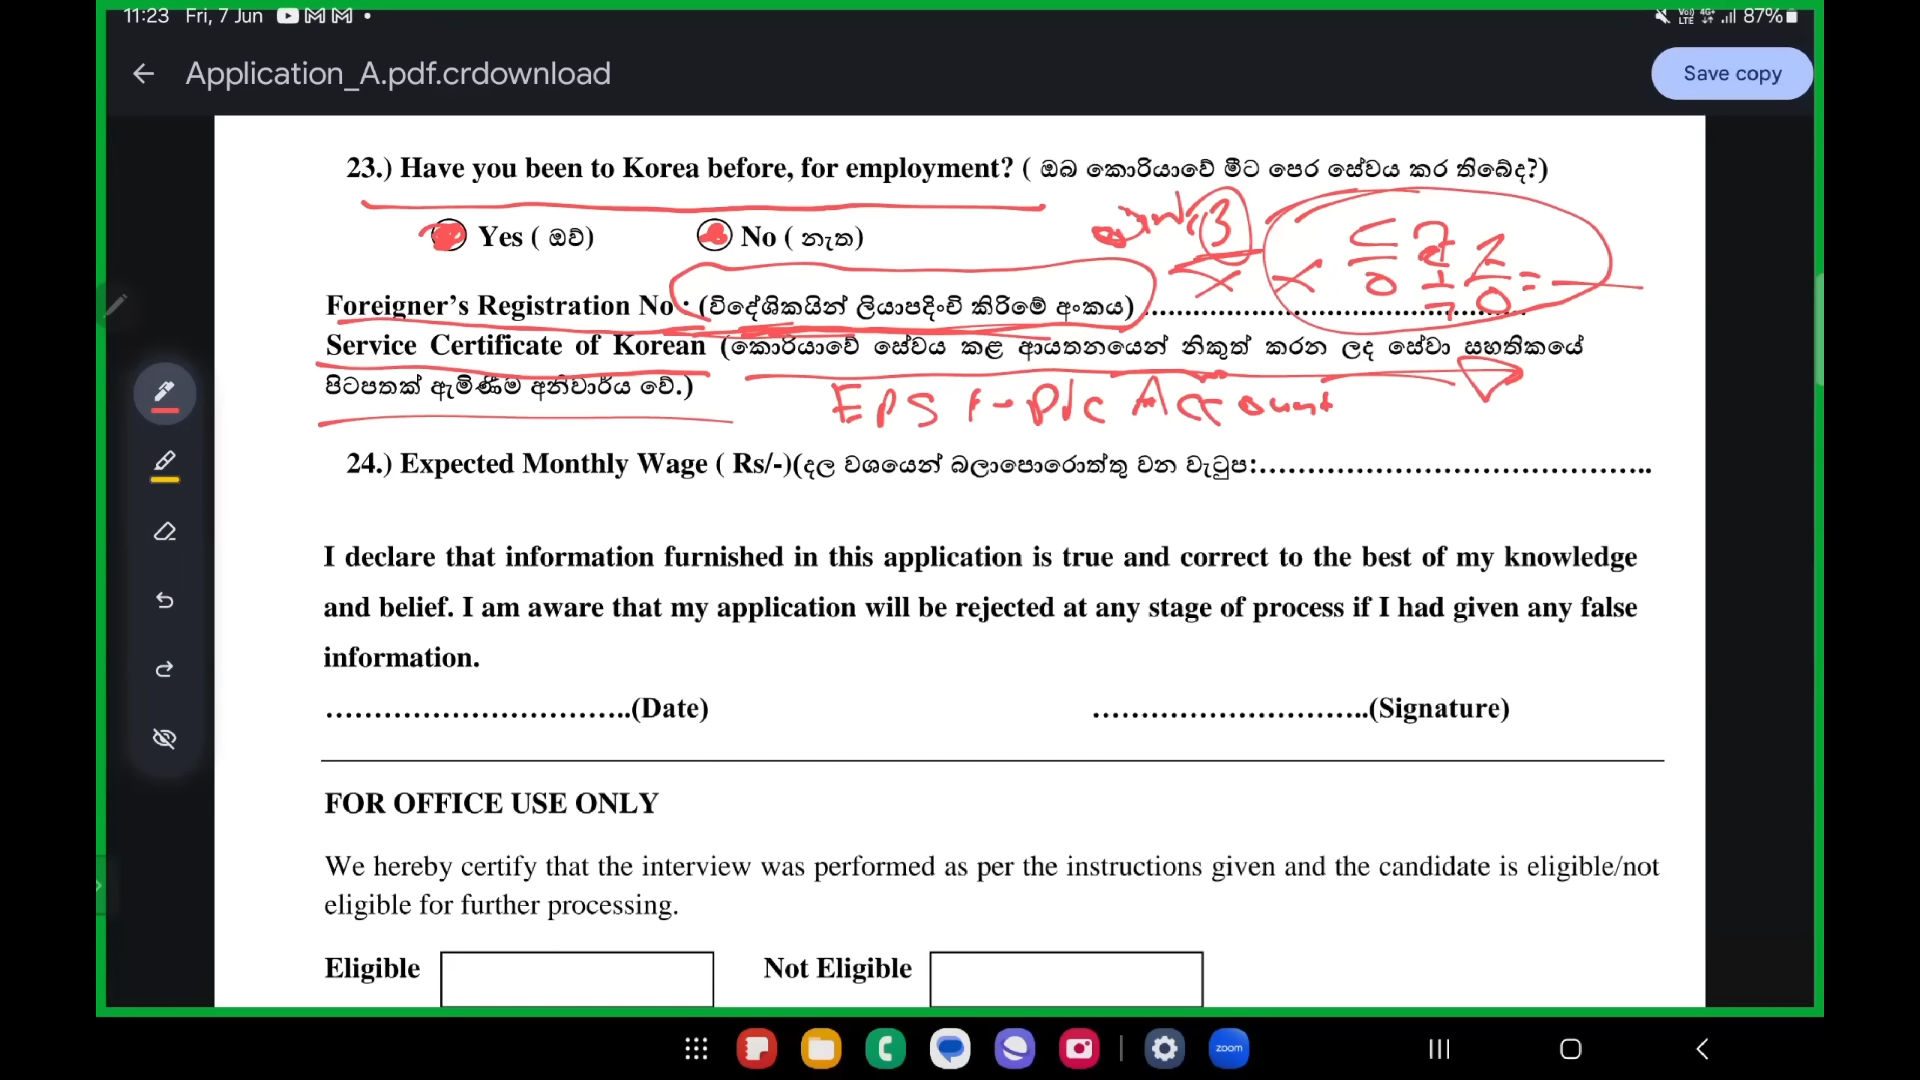 11:23 Fri, 7 Jun
87%
Application_A.pdf.crdownload
Save copy
23.) Have you been to Korea before, for employment? ( ඔබ කොරියාවේ මීට පෙර සේවය කර තිබේද?)
Yes ( ඔව්) No ( නැත)
3
Foreigner’s Registration No : (විදේශිකයින් ලියාපදිංචි කිරිමේ අංකය) ..........................................
Service Certificate of Korean (කොරියාවේ සේවය කළ ආයතනයෙන් නිකුත් කරන ලද සේවා සහතිකයේ
පිටපතක් ඇමිණීම අනිවාර්ය වේ.)
EPS Account
24.) Expected Monthly Wage ( Rs/-)(දල වශයෙන් බලාපොරොත්තු වන වැටුප:…………………………………..
I declare that information furnished in this application is true and correct to the best of my knowledge
and belief. I am aware that my application will be rejected at any stage of process if I had given any false
information.
…………………………..(Date) ………………………..(Signature)
FOR OFFICE USE ONLY
We hereby certify that the interview was performed as per the instructions given and the candidate is eligible/not
eligible for further processing.
Eligible Not Eligible
zoom